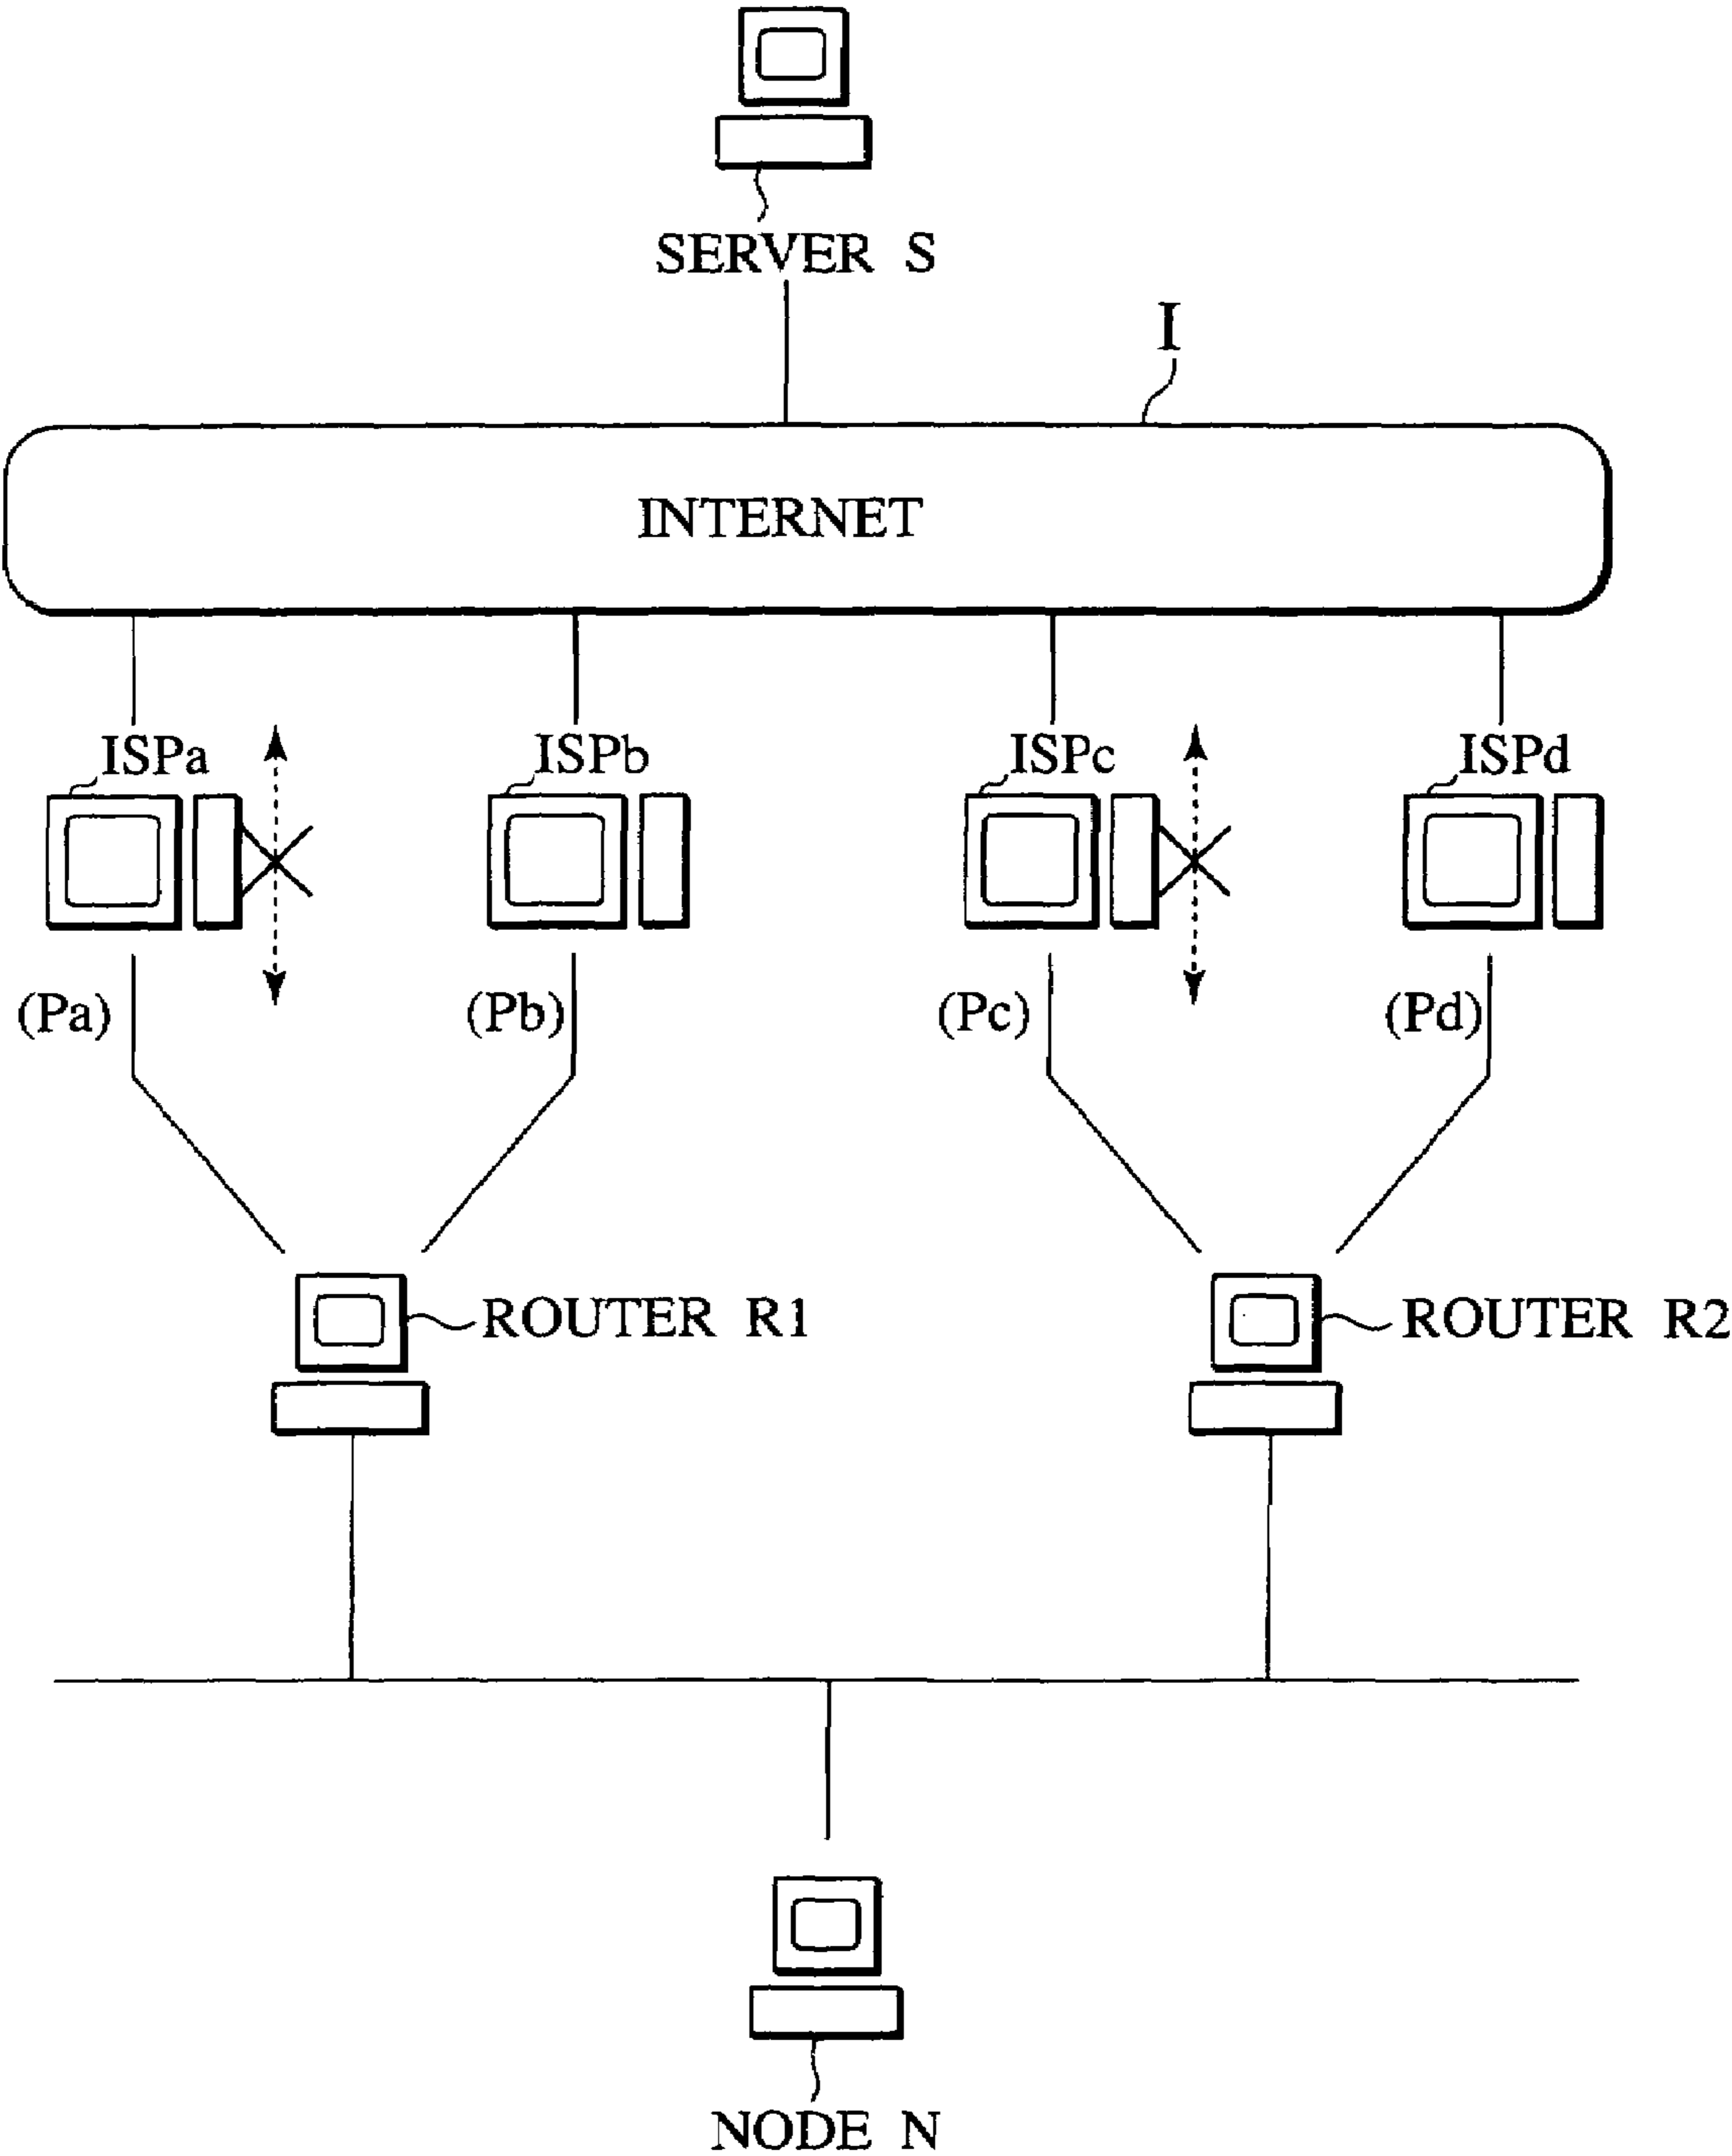 SERVER S
I
INTERNET
ISPa
ISPb
ISPc
ISPd
(Pa)
(Pb)
(Pc)
(Pd)
ROUTER R1
ROUTER R2
NODE N